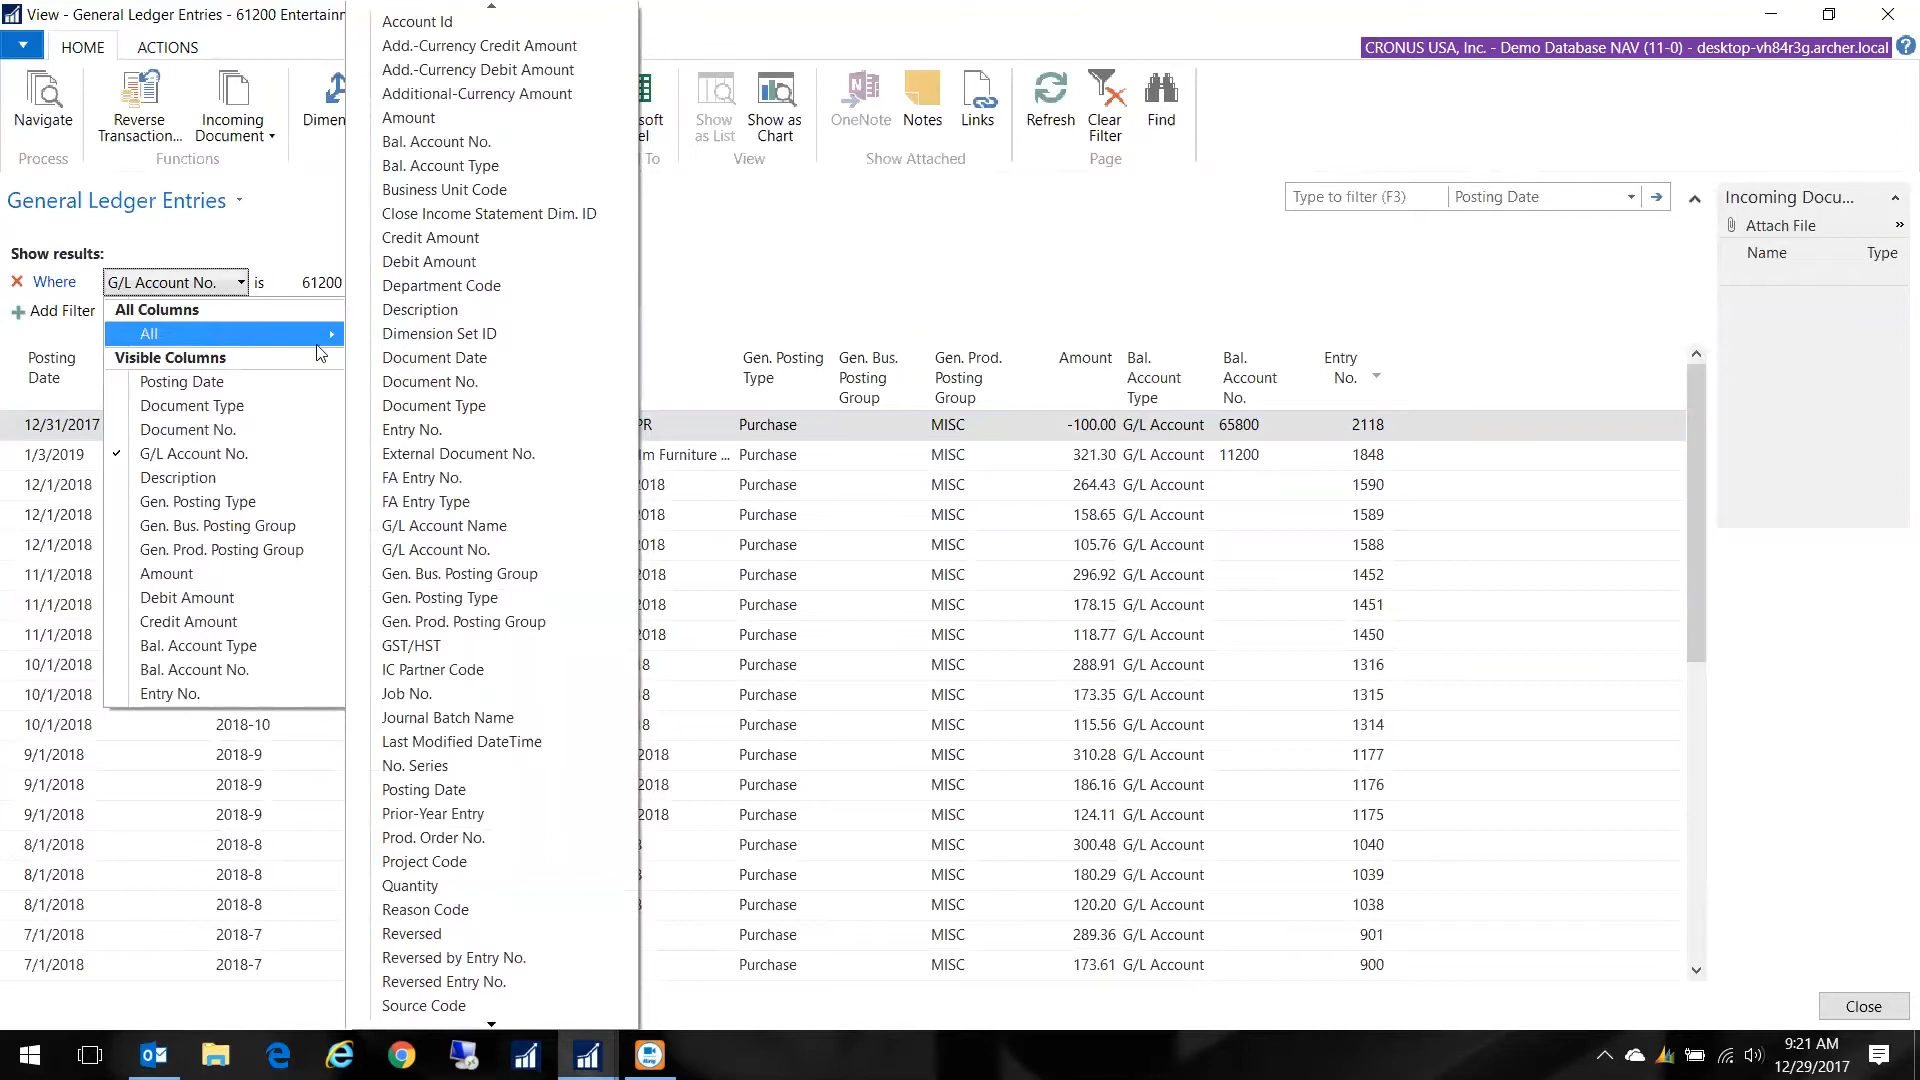 View - General Ledger Entries - 61200 Entertainm
HOME ACTIONS
CRONUS USA, Inc. - Demo Database NAV (11-0) - desktop-vh84r3g.archer.local
Navigate
Reverse Transaction...
Incoming Document
Dimen
Show as List
Show as Chart
OneNote
Notes
Links
Refresh
Clear Filter
Find
Process
Functions
To
View
Show Attached
Page
General Ledger Entries
Type to filter (F3) Posting Date
Show results:
Where G/L Account No. is 61200
Add Filter
All Columns
All
Visible Columns
Posting Date
Document Type
Document No.
G/L Account No.
Description
Gen. Posting Type
Gen. Bus. Posting Group
Gen. Prod. Posting Group
Amount
Debit Amount
Credit Amount
Bal. Account Type
Bal. Account No.
Entry No.
Account Id
Add.-Currency Credit Amount
Add.-Currency Debit Amount
Additional-Currency Amount
Amount
Bal. Account No.
Bal. Account Type
Business Unit Code
Close Income Statement Dim. ID
Credit Amount
Debit Amount
Department Code
Description
Dimension Set ID
Document Date
Document No.
Document Type
Entry No.
External Document No.
FA Entry No.
FA Entry Type
G/L Account Name
G/L Account No.
Gen. Bus. Posting Group
Gen. Posting Type
Gen. Prod. Posting Group
GST/HST
IC Partner Code
Job No.
Journal Batch Name
Last Modified DateTime
No. Series
Posting Date
Prior-Year Entry
Prod. Order No.
Project Code
Quantity
Reason Code
Reversed
Reversed by Entry No.
Reversed Entry No.
Source Code
Incoming Docu...
Attach File
Name Type
Posting Date Gen. Posting Type Gen. Bus. Posting Group Gen. Prod. Posting Group Amount Bal. Account Type Bal. Account No. Entry No.
12/31/2017 PR Purchase MISC -100.00 G/L Account 65800 2118
1/3/2019 lm Furniture ... Purchase MISC 321.30 G/L Account 11200 1848
12/1/2018 2018 Purchase MISC 264.43 G/L Account 1590
12/1/2018 2018 Purchase MISC 158.65 G/L Account 1589
12/1/2018 2018 Purchase MISC 105.76 G/L Account 1588
11/1/2018 2018 Purchase MISC 296.92 G/L Account 1452
11/1/2018 2018 Purchase MISC 178.15 G/L Account 1451
11/1/2018 2018 Purchase MISC 118.77 G/L Account 1450
10/1/2018 8 Purchase MISC 288.91 G/L Account 1316
10/1/2018 8 Purchase MISC 173.35 G/L Account 1315
10/1/2018 2018-10 8 Purchase MISC 115.56 G/L Account 1314
9/1/2018 2018-9 2018 Purchase MISC 310.28 G/L Account 1177
9/1/2018 2018-9 2018 Purchase MISC 186.16 G/L Account 1176
9/1/2018 2018-9 2018 Purchase MISC 124.11 G/L Account 1175
8/1/2018 2018-8 Purchase MISC 300.48 G/L Account 1040
8/1/2018 2018-8 Purchase MISC 180.29 G/L Account 1039
8/1/2018 2018-8 Purchase MISC 120.20 G/L Account 1038
7/1/2018 2018-7 Purchase MISC 289.36 G/L Account 901
7/1/2018 2018-7 Purchase MISC 173.61 G/L Account 900
Close
9:21 AM
12/29/2017